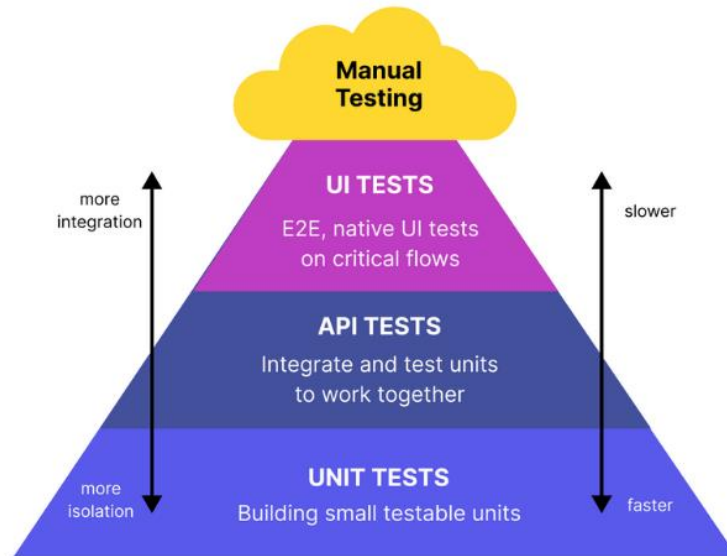 Manual
Testing
UI TESTS
E2E, native UI tests
on critical flows
more
integration
slower
API TESTS
Integrate and test units
to work together
UNIT TESTS
Building small testable units
more
isolation
faster